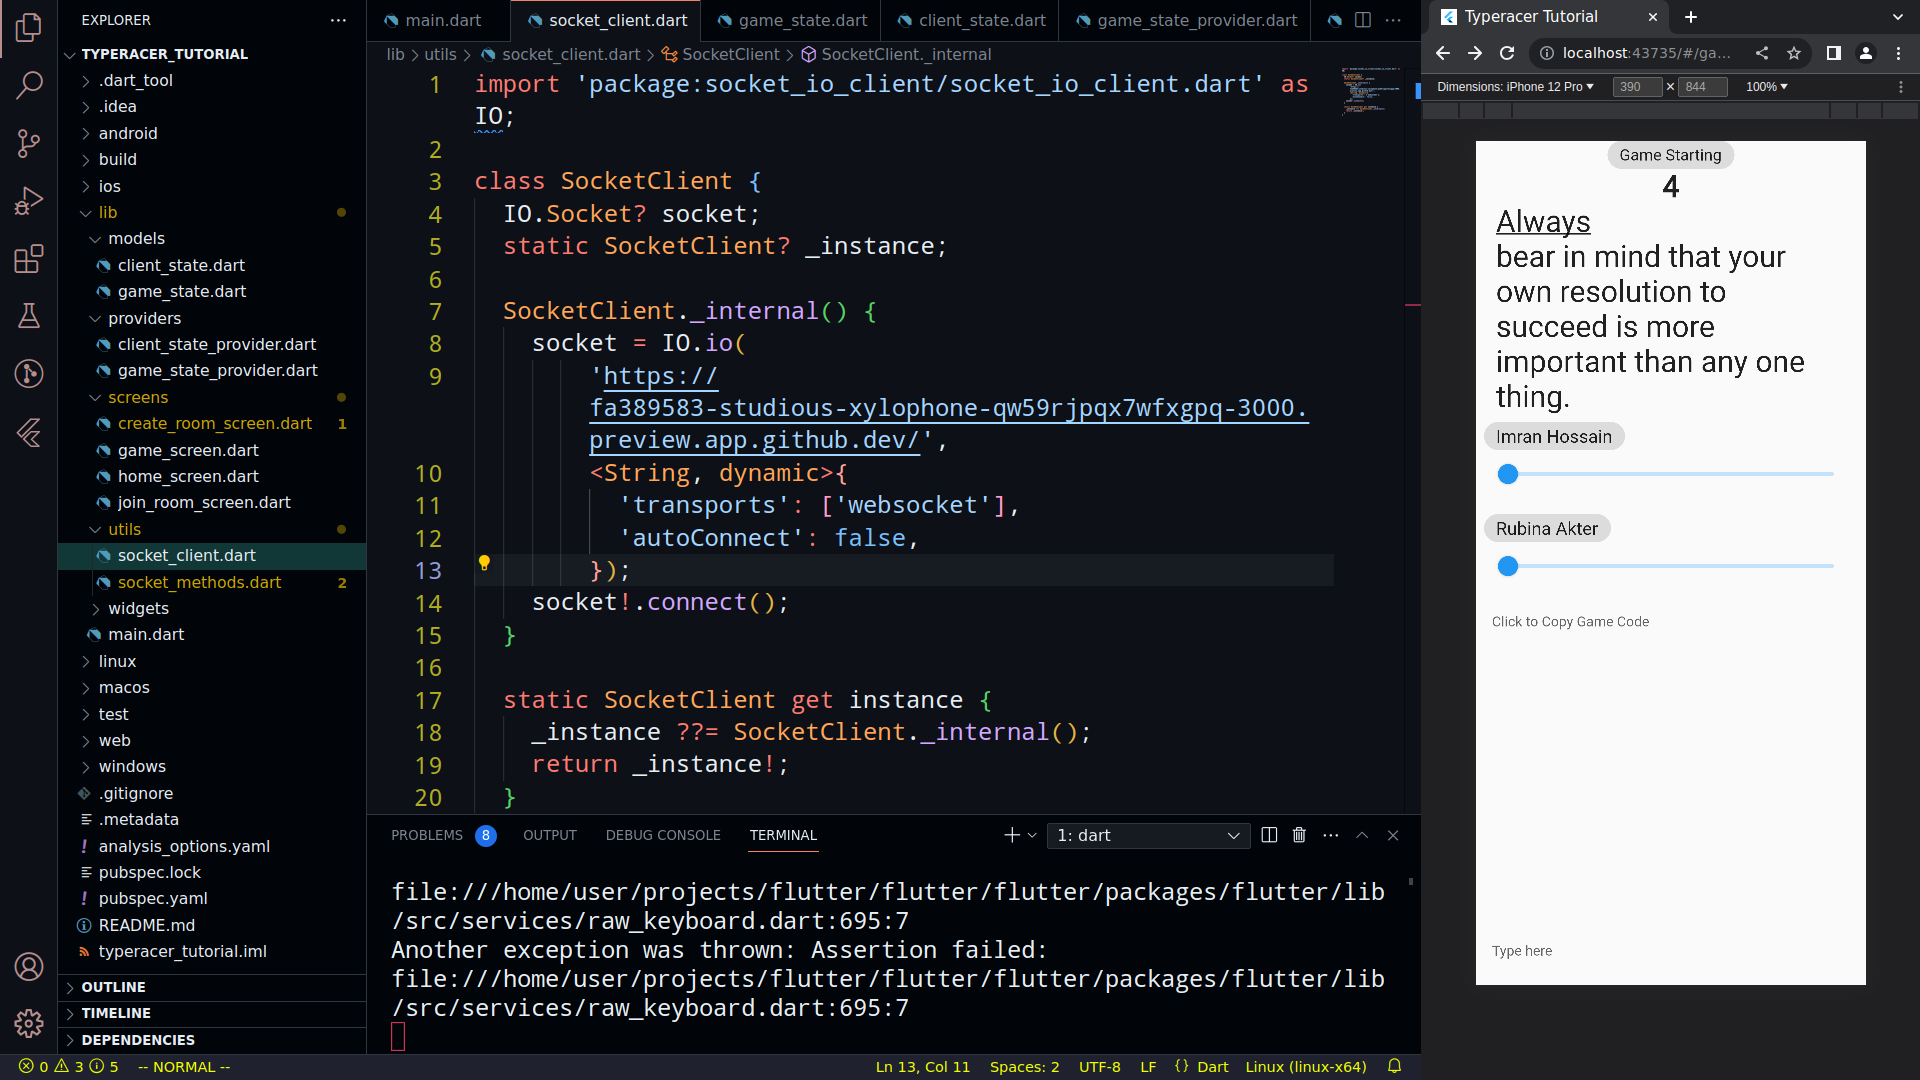 EXPLORER
TYPERACER_TUTORIAL
.dart_tool
.idea
android
build
ios
lib
models
client_state.dart
game_state.dart
providers
client_state_provider.dart
game_state_provider.dart
screens
create_room_screen.dart 1
game_screen.dart
home_screen.dart
join_room_screen.dart
utils
socket_client.dart
socket_methods.dart 2
widgets
main.dart
linux
macos
test
web
windows
.gitignore
.metadata
analysis_options.yaml
pubspec.lock
pubspec.yaml
README.md
typeracer_tutorial.iml
OUTLINE
TIMELINE
DEPENDENCIES
main.dart socket_client.dart game_state.dart client_state.dart game_state_provider.dart
lib > utils > socket_client.dart > SocketClient > SocketClient._internal
1 import 'package:socket_io_client/socket_io_client.dart' as
IO;
2
3 class SocketClient {
4 IO.Socket? socket;
5 static SocketClient? _instance;
6
7 SocketClient._internal() {
8 socket = IO.io(
9 'https://
fa389583-studious-xylophone-qw59rjpqx7wfxgpq-3000.
preview.app.github.dev/',
10 <String, dynamic>{
11 'transports': ['websocket'],
12 'autoConnect': false,
13 });
14 socket!.connect();
15 }
16
17 static SocketClient get instance {
18 _instance ??= SocketClient._internal();
19 return _instance!;
20 }
PROBLEMS 8 OUTPUT DEBUG CONSOLE TERMINAL 1: dart
file:///home/user/projects/flutter/flutter/flutter/packages/flutter/lib
/src/services/raw_keyboard.dart:695:7
Another exception was thrown: Assertion failed:
file:///home/user/projects/flutter/flutter/flutter/packages/flutter/lib
/src/services/raw_keyboard.dart:695:7
0 3 5 -- NORMAL -- Ln 13, Col 11 Spaces: 2 UTF-8 LF {} Dart Linux (linux-x64)
Typeracer Tutorial
localhost:43735/#/ga...
Dimensions: iPhone 12 Pro 390 × 844 100%
Game Starting
4
Always
bear in mind that your
own resolution to
succeed is more
important than any one
thing.
Imran Hossain
Rubina Akter
Click to Copy Game Code
Type here